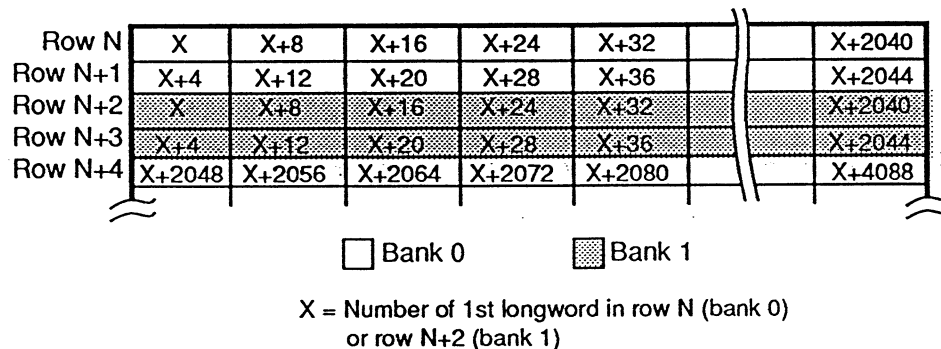 Row N X X+8 X+16 X+24 X+32 X+2040
Row N+1 X+4 X+12 X+20 X+28 X+36 X+2044
Row N+2 X X+8 X+16 X+24 X+32 X+2040
Row N+3 X+4 X+12 X+20 X+28 X+36 X+2044
Row N+4 X+2048 X+2056 X+2064 X+2072 X+2080 X+4088
Bank 0 Bank 1
X = Number of 1st longword in row N (bank 0)
or row N+2 (bank 1)